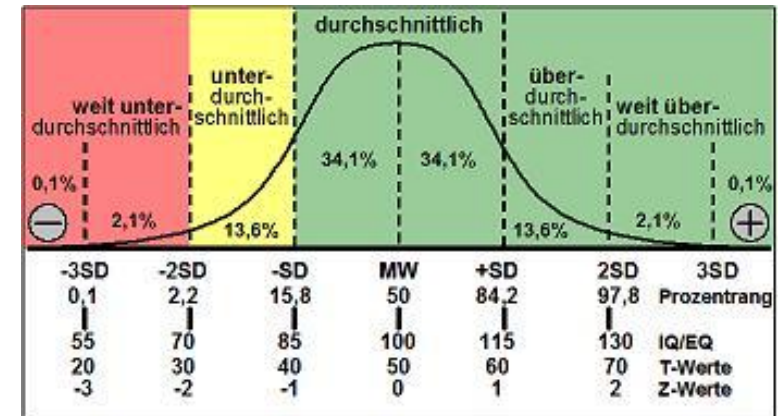 durchschnittlich
unter-
durch-
schnittlich
über-
durch-
schnittlich
weit unter-
durchschnittlich
weit über-
durchschnittlich
34,1% 34,1%
0,1% 0,1%
2,1% 13,6% 13,6% 2,1%
-3SD -2SD -SD MW +SD 2SD 3SD
0,1 2,2 15,8 50 84,2 97,8 Prozentrang
55 70 85 100 115 130 IQ/EQ
20 30 40 50 60 70 T-Werte
-3 -2 -1 0 1 2 Z-Werte